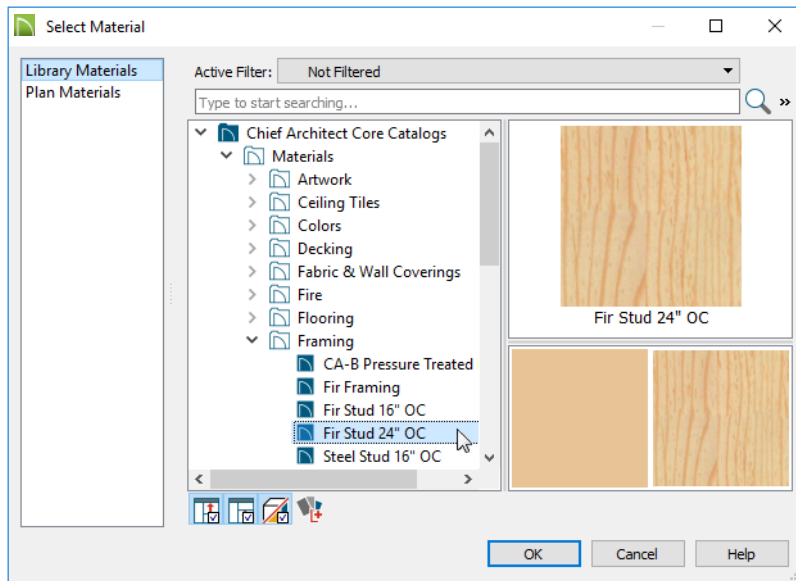 Select Material
Library Materials
Plan Materials
Active Filter: Not Filtered
Type to start searching...
»
Chief Architect Core Catalogs
Materials
Artwork
Ceiling Tiles
Colors
Decking
Fabric & Wall Coverings
Fire
Flooring
Framing
CA-B Pressure Treated
Fir Framing
Fir Stud 16" OC
Fir Stud 24" OC
Steel Stud 16" OC
Fir Stud 24" OC
OK Cancel Help